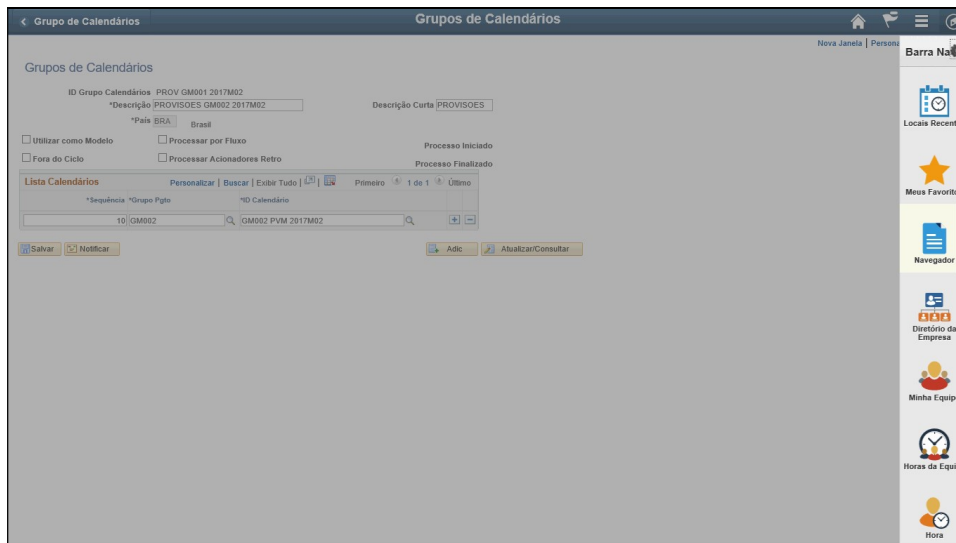 Grupo de Calendários
Grupos de Calendários
Nova Janela | Persona
Barra Na
Grupos de Calendários
ID Grupo Calendários PROV GM001 2017M02
*Descrição PROVISOES GM002 2017M02 Descrição Curta PROVISOES
*País BRA Brasil
Utilizar como Modelo Processar por Fluxo Processo Iniciado
Fora do Ciclo Processar Acionadores Retro Processo Finalizado
Lista Calendários Personalizar | Buscar | Exibir Tudo | | Primeiro 1 de 1 Último
*Sequência *Grupo Pgto *ID Calendário
10 GM002 GM002 PVM 2017M02
Salvar Notificar Adic Atualizar/Consultar
Locais Recent
Meus Favorito
Navegador
Diretório da
Empresa
Minha Equip
Horas da Equi
Hora